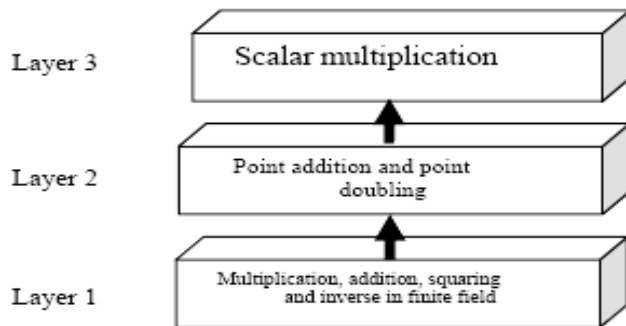 Layer 3
Scalar multiplication
Layer 2
Point addition and point
doubling
Layer 1
Multiplication, addition, squaring
and inverse in finite field